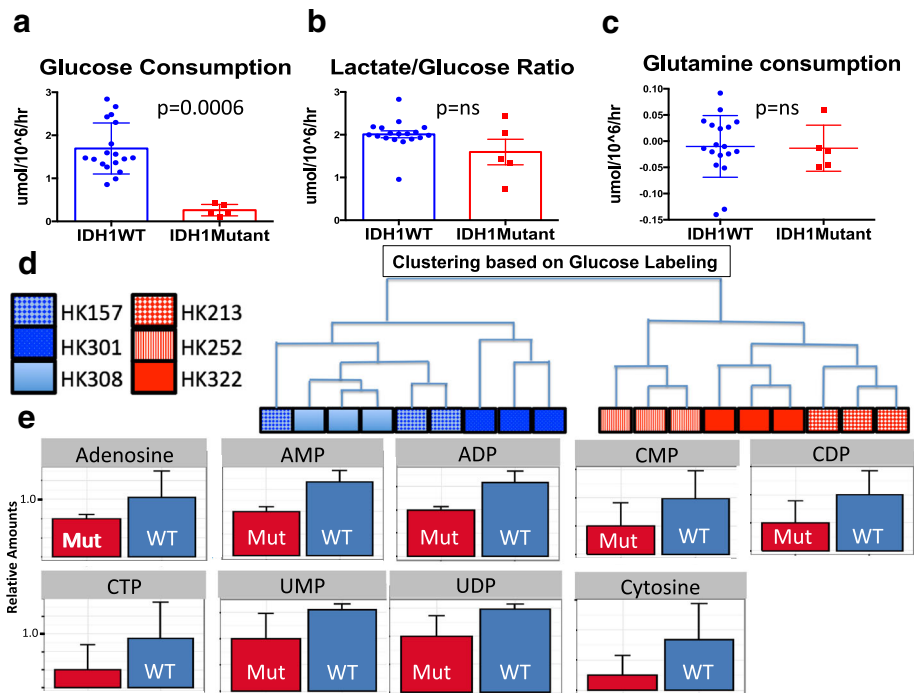 a
b
c
Glucose Consumption
Lactate/Glucose Ratio
Glutamine consumption
umol/10^6/hr
3
2
1
0
p=0.0006
IDH1WT
IDH1Mutant
umol/10^6/hr
3
2
1
0
p=ns
IDH1WT
IDH1Mutant
umol/10^6/hr
0.10
0.05
0.00
-0.05
-0.10
-0.15
p=ns
IDH1WT
IDH1Mutant
d
Clustering based on Glucose Labeling
HK157
HK213
HK301
HK252
HK308
HK322
e
Relative Amounts
Adenosine
AMP
ADP
CMP
CDP
1.0
Mut
WT
Mut
WT
Mut
WT
Mut
WT
Mut
WT
CTP
UMP
UDP
Cytosine
1.0
WT
Mut
WT
Mut
WT
WT